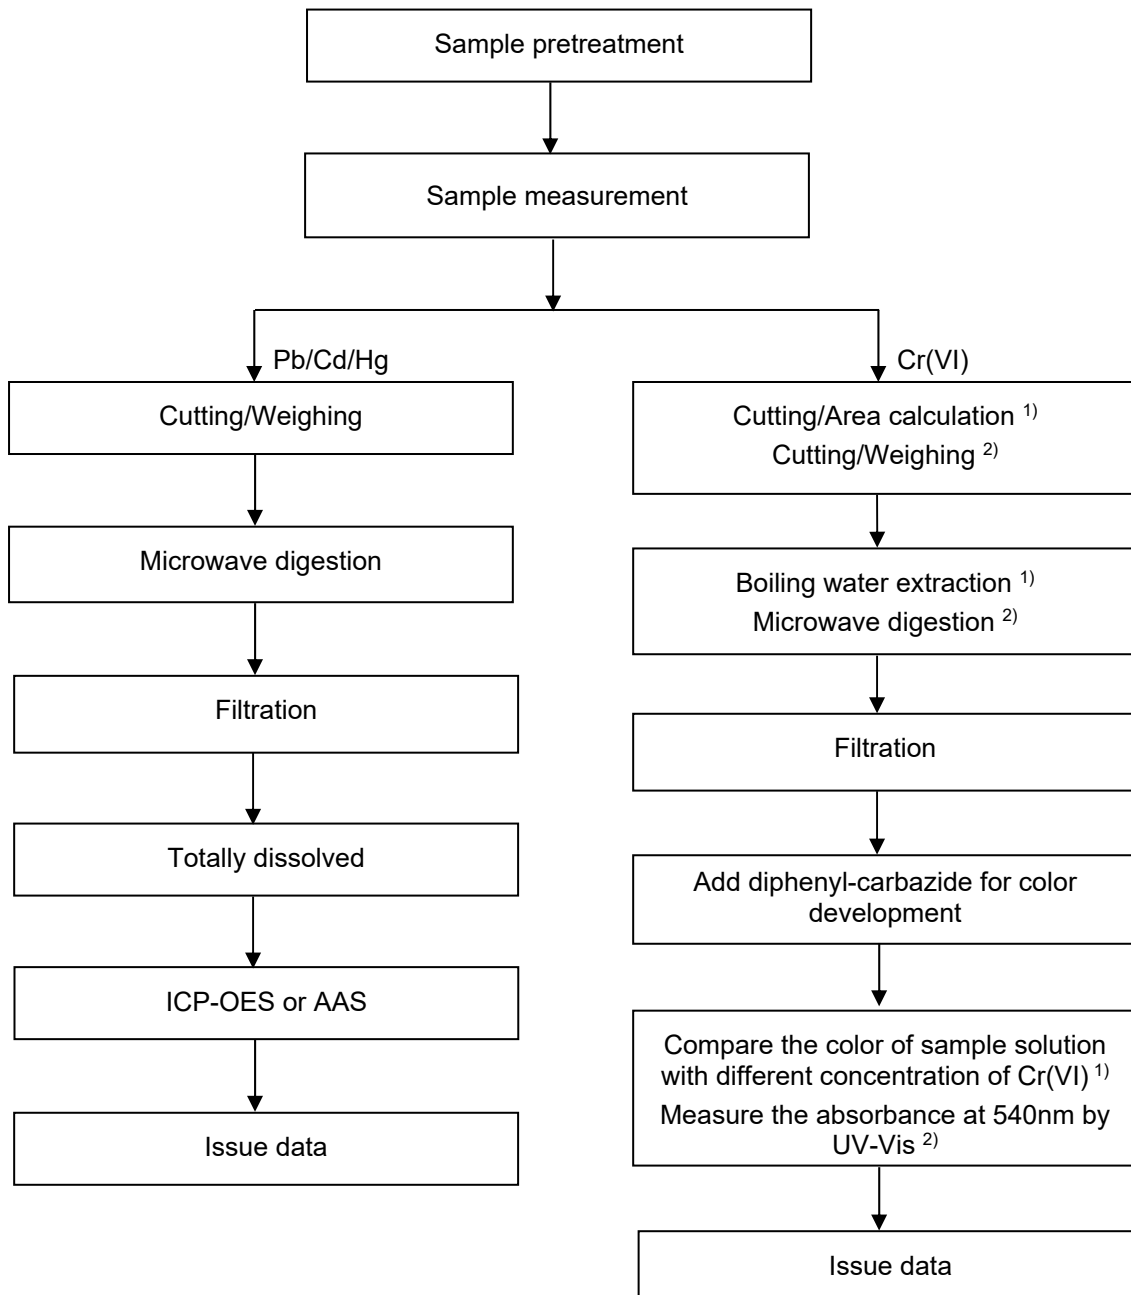 Sample pretreatment
Sample measurement
Pb/Cd/Hg
Cutting/Weighing
Microwave digestion
Filtration
Totally dissolved
ICP-OES or AAS
Issue data
Cr(VI)
Cutting/Area calculation 1)
Cutting/Weighing 2)
Boiling water extraction 1)
Microwave digestion 2)
Filtration
Add diphenyl-carbazide for color
development
Compare the color of sample solution
with different concentration of Cr(VI) 1)
Measure the absorbance at 540nm by
UV-Vis 2)
Issue data